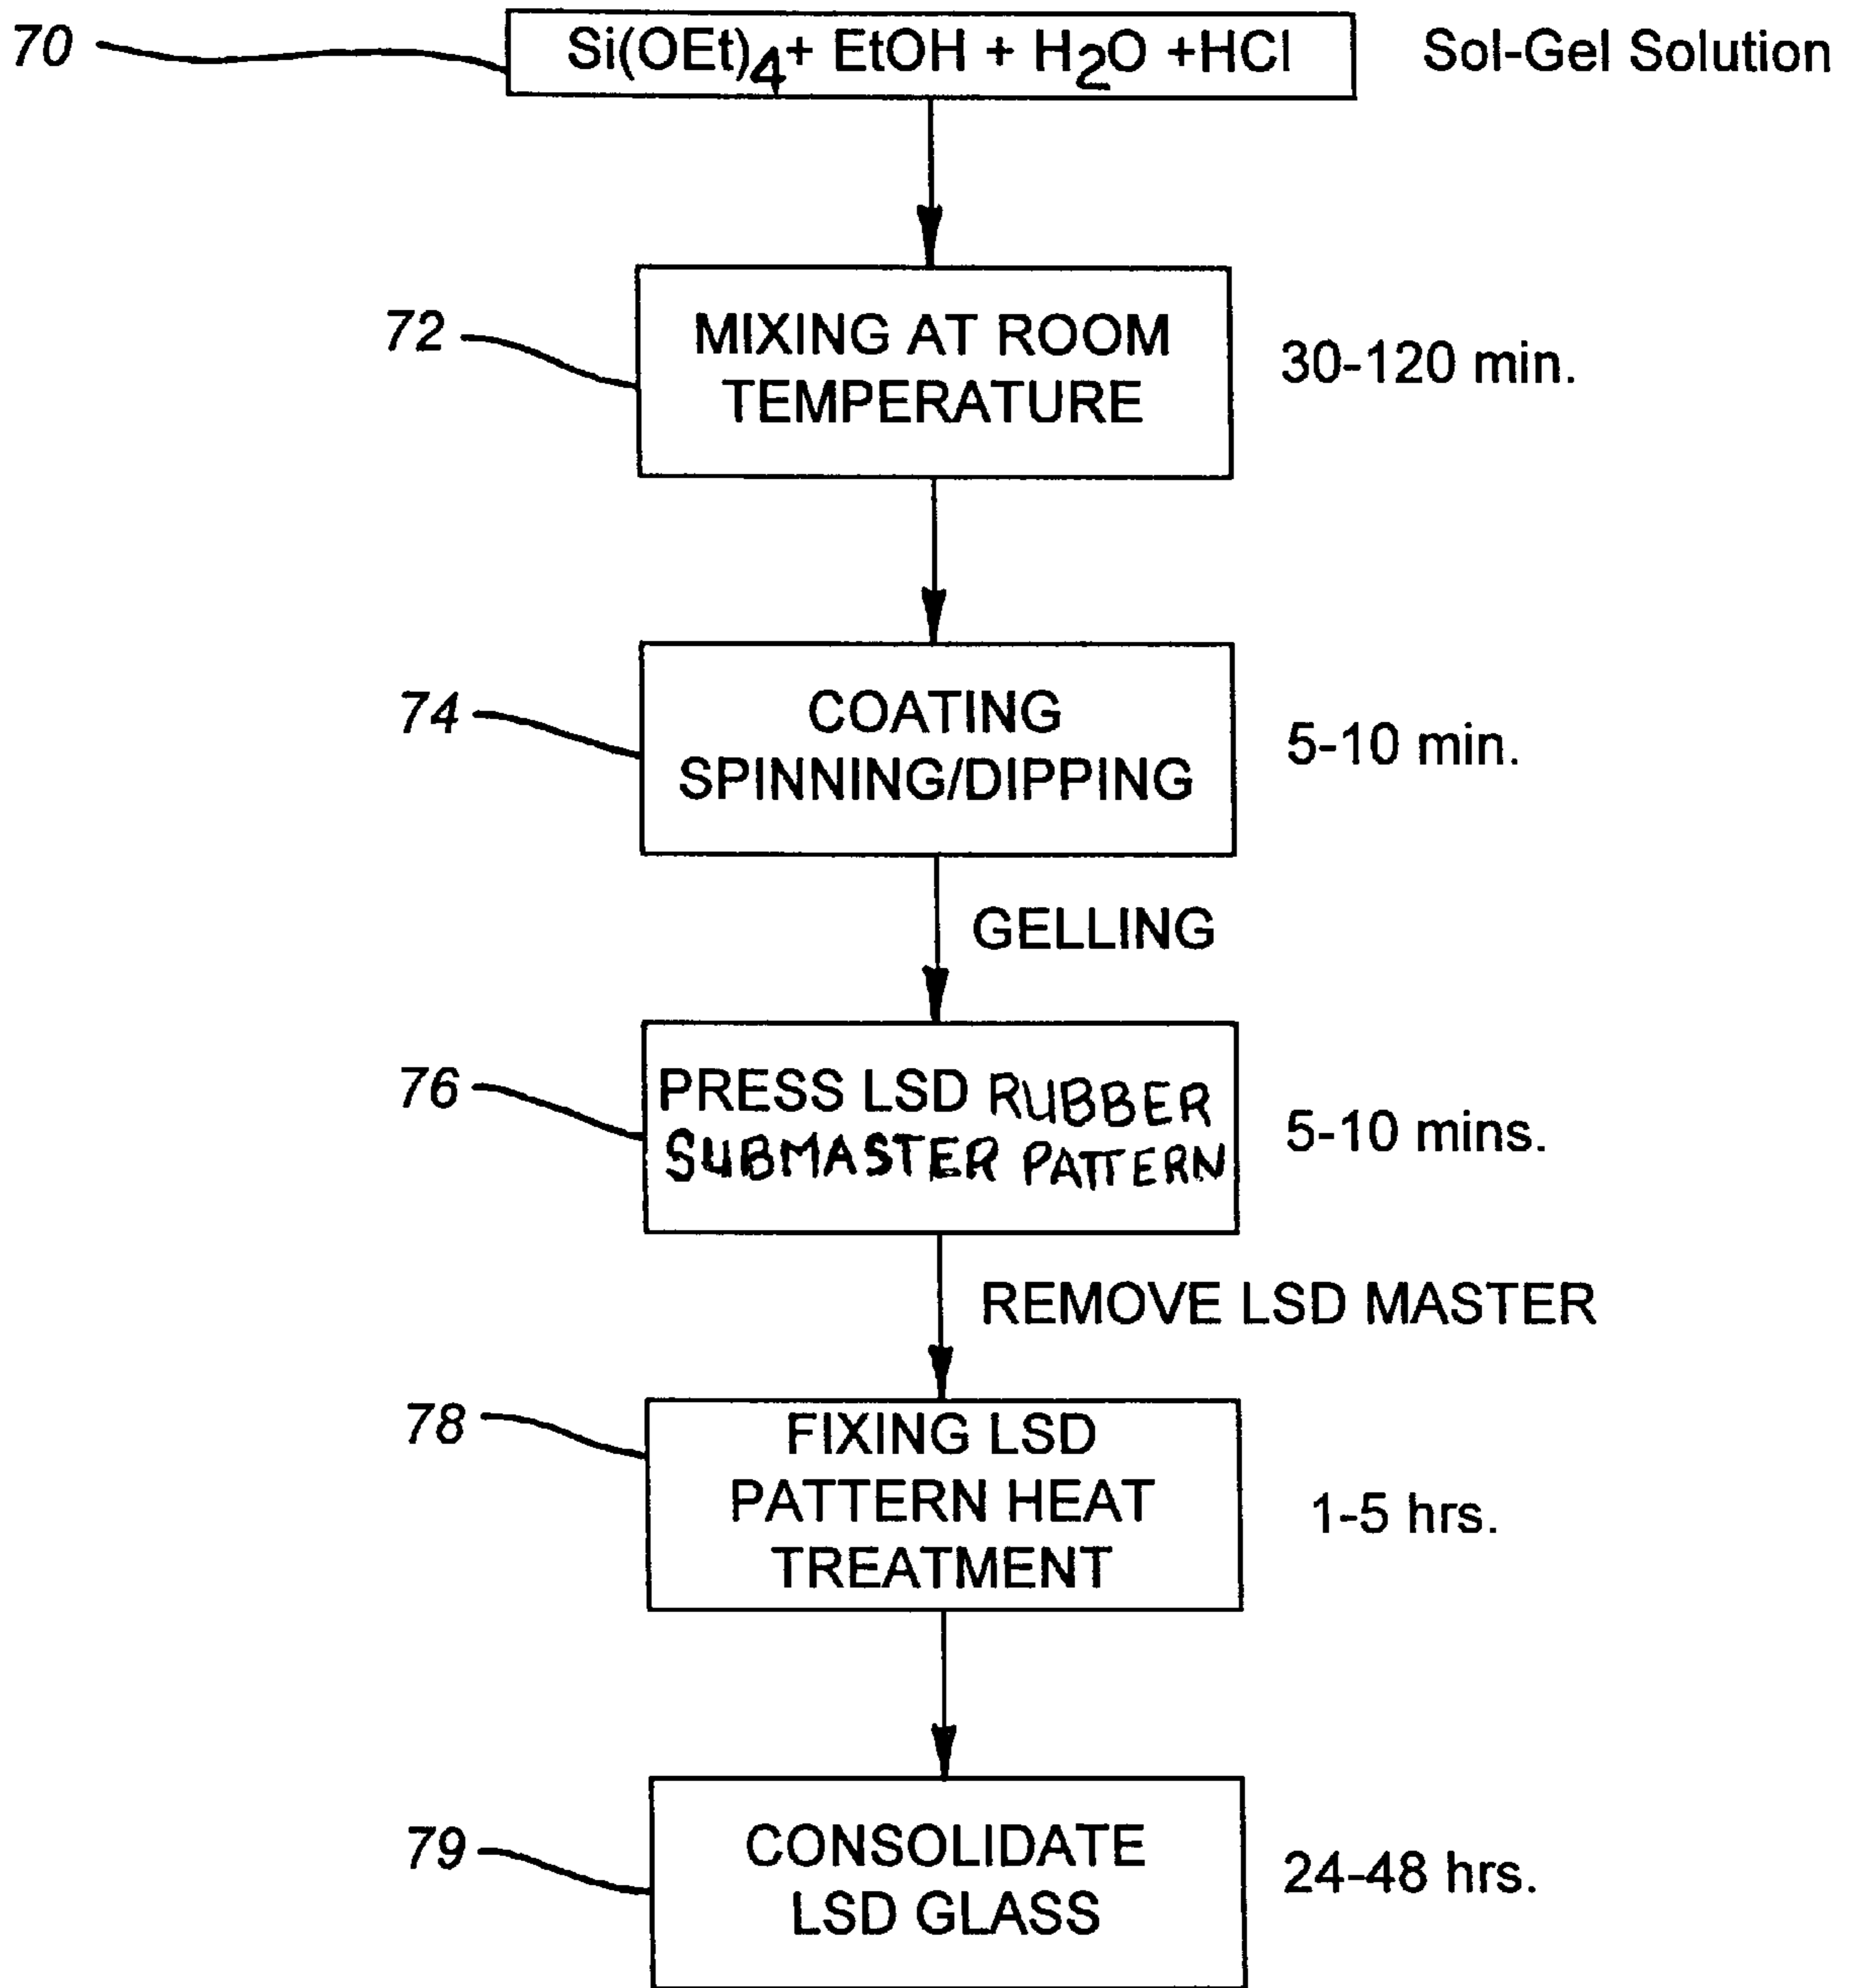 70 Si(OEt)4+ EtOH + H2O +HCl Sol-Gel Solution
72 MIXING AT ROOM
TEMPERATURE
30-120 min.
74 COATING
SPINNING/DIPPING
5-10 min.
GELLING
76 PRESS LSD RUBBER
SUBMASTER PATTERN
5-10 mins.
REMOVE LSD MASTER
78 FIXING LSD
PATTERN HEAT
TREATMENT
1-5 hrs.
79 CONSOLIDATE
LSD GLASS
24-48 hrs.